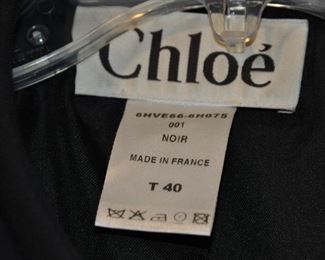 Chloé
6HVE66-6H075
001
NOIR
MADE IN FRANCE
T 40